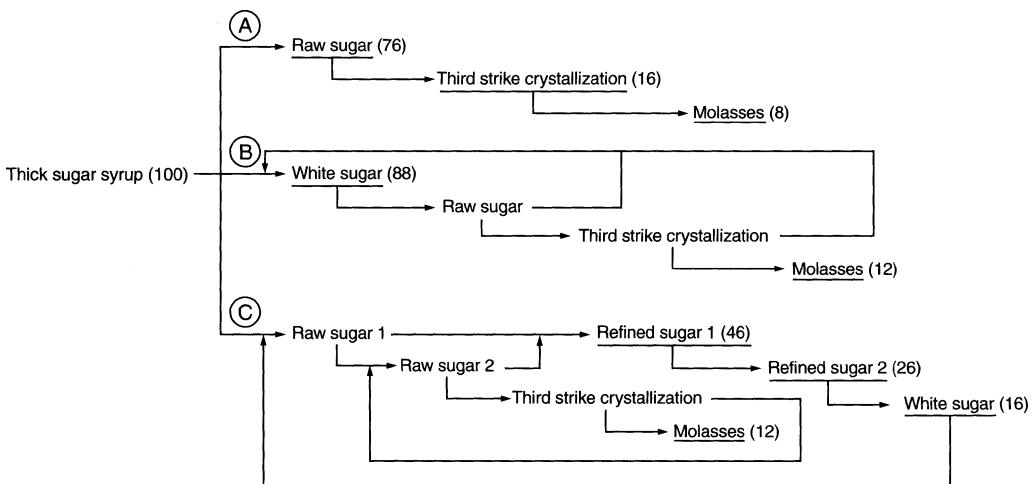 A
Raw sugar (76)
Third strike crystallization (16)
Molasses (8)
B
Thick sugar syrup (100)
White sugar (88)
Raw sugar
Third strike crystallization
Molasses (12)
C
Raw sugar 1
Refined sugar 1 (46)
Raw sugar 2
Refined sugar 2 (26)
Third strike crystallization
White sugar (16)
Molasses (12)